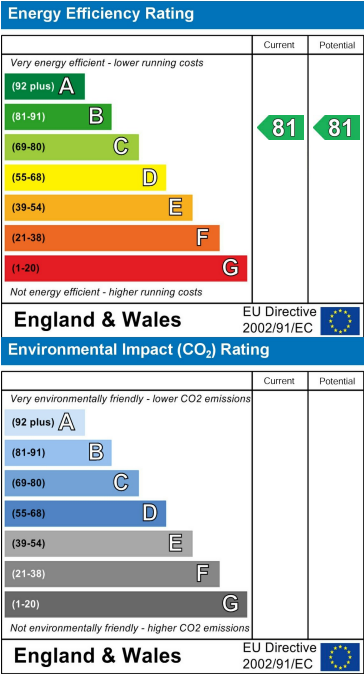 Energy Efficiency Rating
Current Potential
Very energy efficient - lower running costs
(92 plus) A
(81-91) B
81 81
(69-80) C
(55-68) D
(39-54) E
(21-38) F
(1-20) G
Not energy efficient - higher running costs
England & Wales
EU Directive
2002/91/EC
Environmental Impact (CO₂) Rating
Current Potential
Very environmentally friendly - lower CO2 emissions
(92 plus) A
(81-91) B
(69-80) C
(55-68) D
(39-54) E
(21-38) F
(1-20) G
Not environmentally friendly - higher CO2 emissions
England & Wales
EU Directive
2002/91/EC